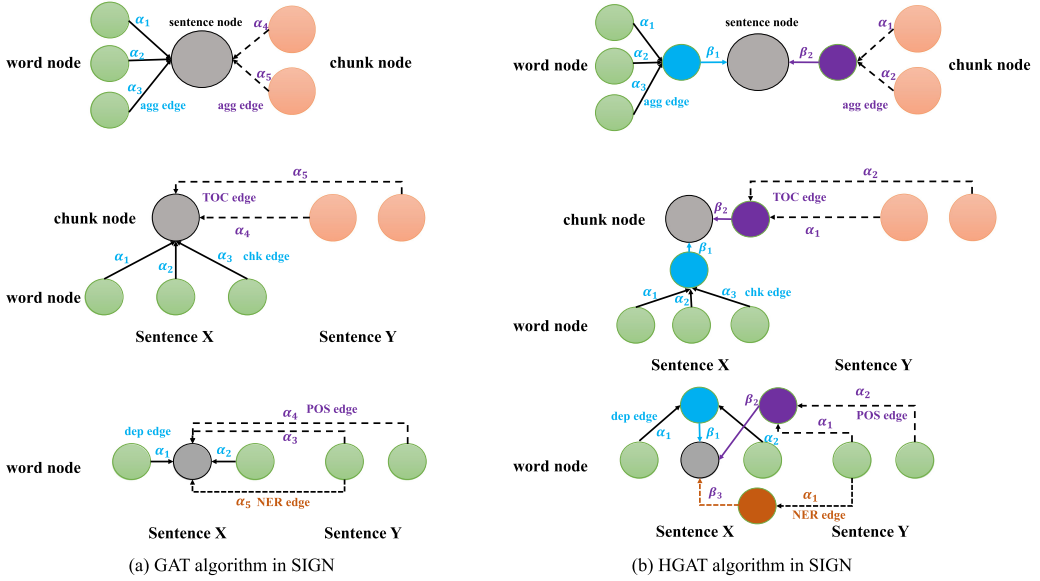 sentence node
α1
α2
α3
α4
α5
word node
chunk node
agg edge
agg edge
α5
TOC edge
chunk node
α4
α1
α2
α3
chk edge
word node
Sentence X
Sentence Y
α4
POS edge
dep edge
α3
α1
α2
word node
α5 NER edge
Sentence X
Sentence Y
(a) GAT algorithm in SIGN
sentence node
α1
α2
α3
β1
β2
α1
α2
word node
chunk node
agg edge
agg edge
α2
TOC edge
chunk node
β2
α1
β1
α1
α2
α3 chk edge
word node
Sentence X
Sentence Y
α2
β2
dep edge
POS edge
α1
β1
α2
α1
word node
β3
α1
NER edge
Sentence X
Sentence Y
(b) HGAT algorithm in SIGN